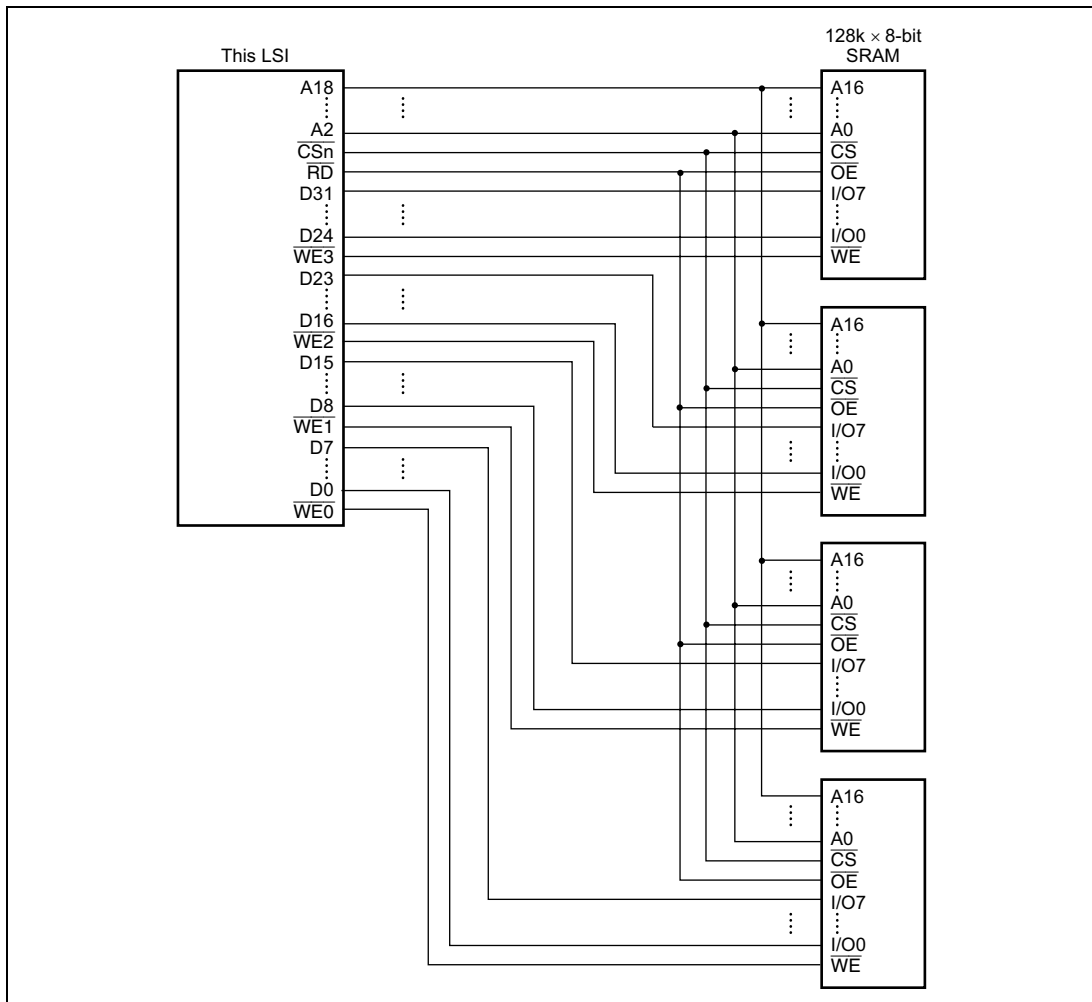 This LSI
A18
A2
CSn
RD
D31
D24
WE3
D23
D16
WE2
D15
D8
WE1
D7
D0
WE0
128k × 8-bit
SRAM
A16
A0
CS
OE
I/O7
I/O0
WE
A16
A0
CS
OE
I/O7
I/O0
WE
A16
A0
CS
OE
I/O7
I/O0
WE
A16
A0
CS
OE
I/O7
I/O0
WE